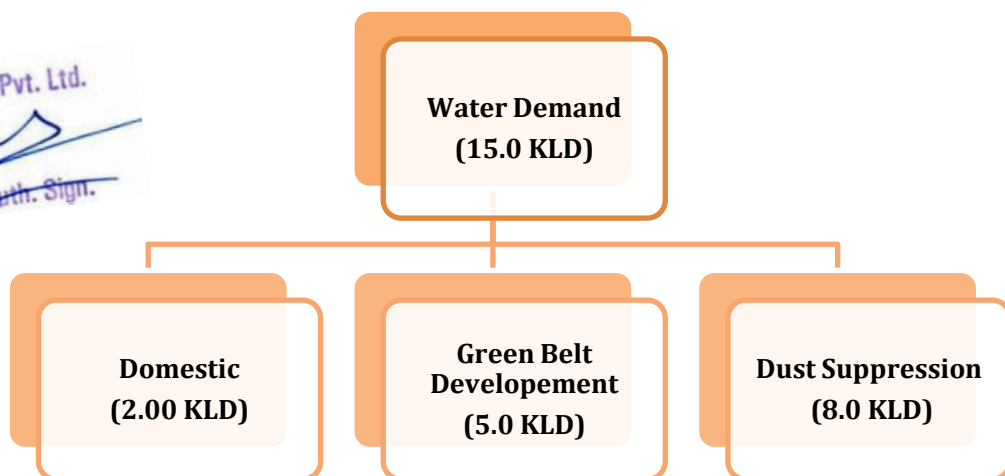 Pvt. Ltd.
Auth. Sign.
Water Demand
(15.0 KLD)
Domestic
(2.00 KLD)
Green Belt
Developement
(5.0 KLD)
Dust Suppression
(8.0 KLD)